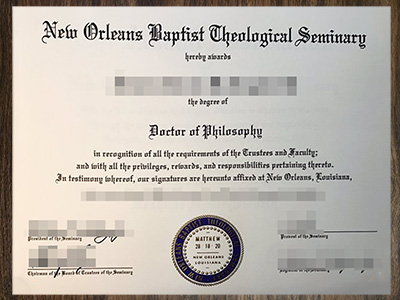 New Orleans Baptist Theological Seminary
hereby awards
the degree of
Doctor of Philosophy
in recognition of all the requirements of the Trustees and Faculty;
and with all the privileges, rewards, and responsibilities pertaining thereto.
In testimony whereof, our signatures are hereunto affixed at New Orleans, Louisiana,
President of the Seminary
Provost of the Seminary
Chairman of the Board of Trustees of the Seminary
MATTHEW
28 · 19 · 20
NEW ORLEANS
LOUISIANA